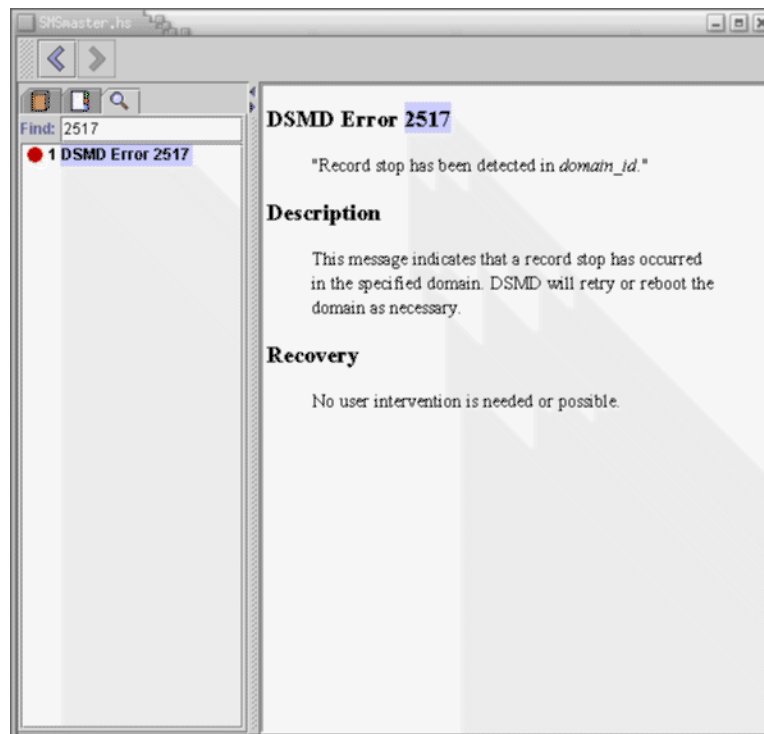 SMSmaster.hs
Find: 2517
1 DSMD Error 2517
DSMD Error 2517
"Record stop has been detected in domain_id."
Description
This message indicates that a record stop has occurred
in the specified domain. DSMD will retry or reboot the
domain as necessary.
Recovery
No user intervention is needed or possible.